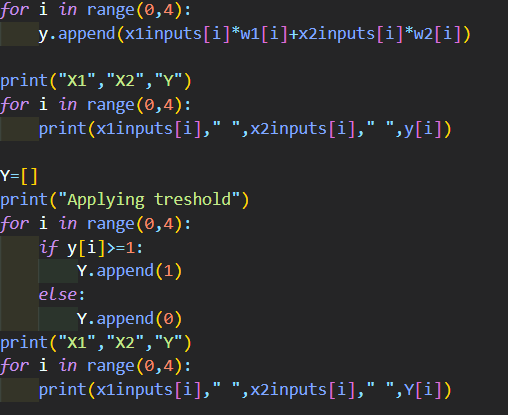 for i in range(0,4):
    y.append(x1inputs[i]*w1[i]+x2inputs[i]*w2[i])
print("X1","X2","Y")
for i in range(0,4):
    print(x1inputs[i]," ",x2inputs[i]," ",y[i])
Y=[]
print("Applying treshold")
for i in range(0,4):
    if y[i]>=1:
        Y.append(1)
    else:
        Y.append(0)
print("X1","X2","Y")
for i in range(0,4):
    print(x1inputs[i]," ",x2inputs[i]," ",Y[i])